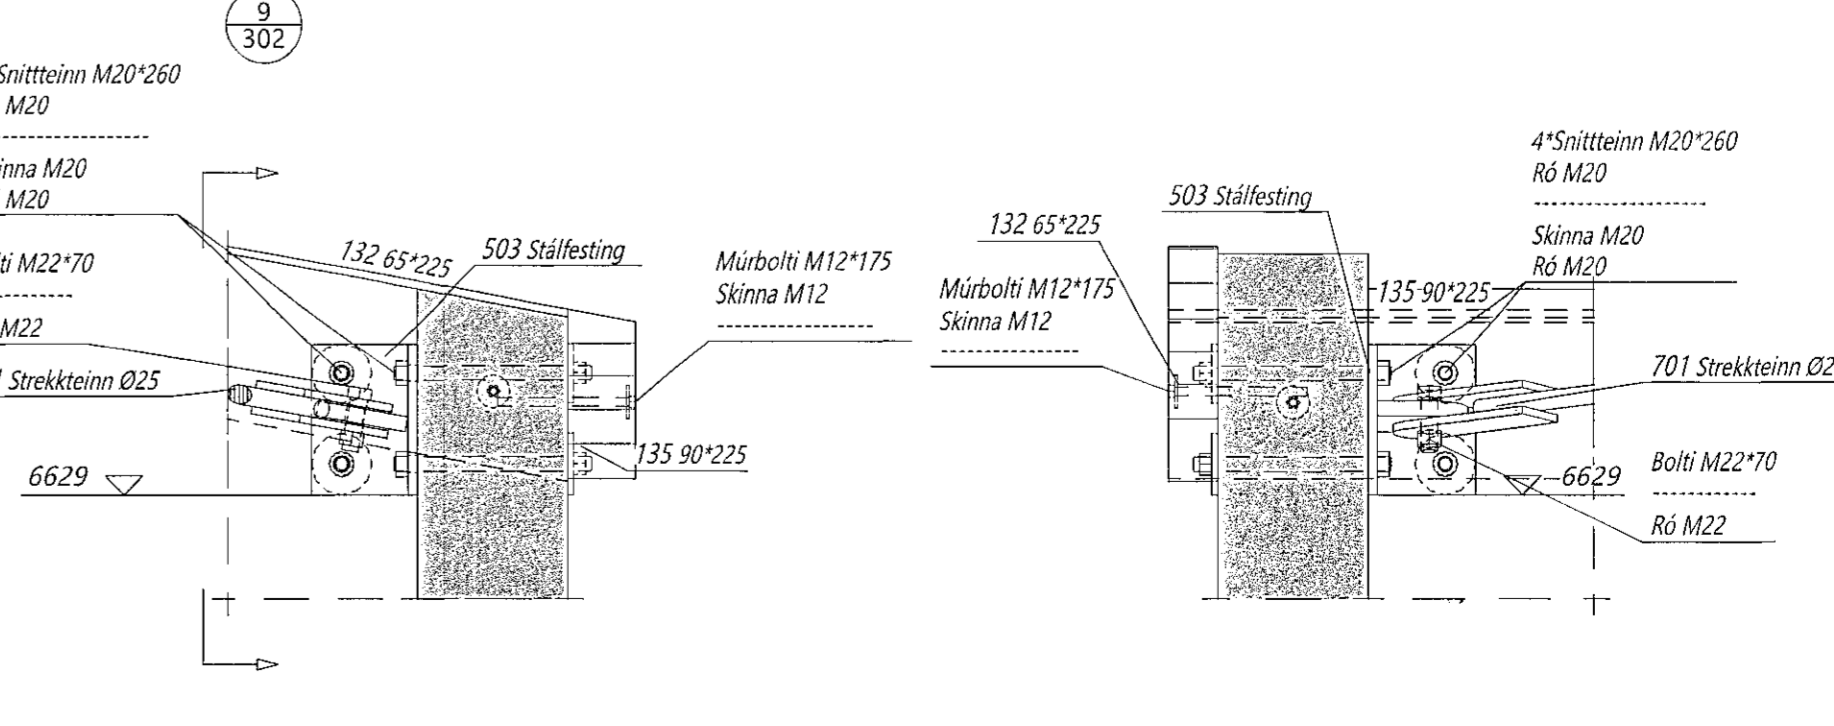 9
302
Snittteinn M20*260
M20
inna M20
M20
132 65*225
503 Stálfesting
ti M22*70
Múrbolti M12*175
Skinna M12
M22
Strekkteinn Ø25
135 90*225
6629
4*Snittteinn M20*260
Ró M20
503 Stálfesting
132 65*225
Skinna M20
Ró M20
Múrbolti M12*175
Skinna M12
135 90*225
701 Strekkteinn Ø2
6629
Bolti M22*70
Ró M22